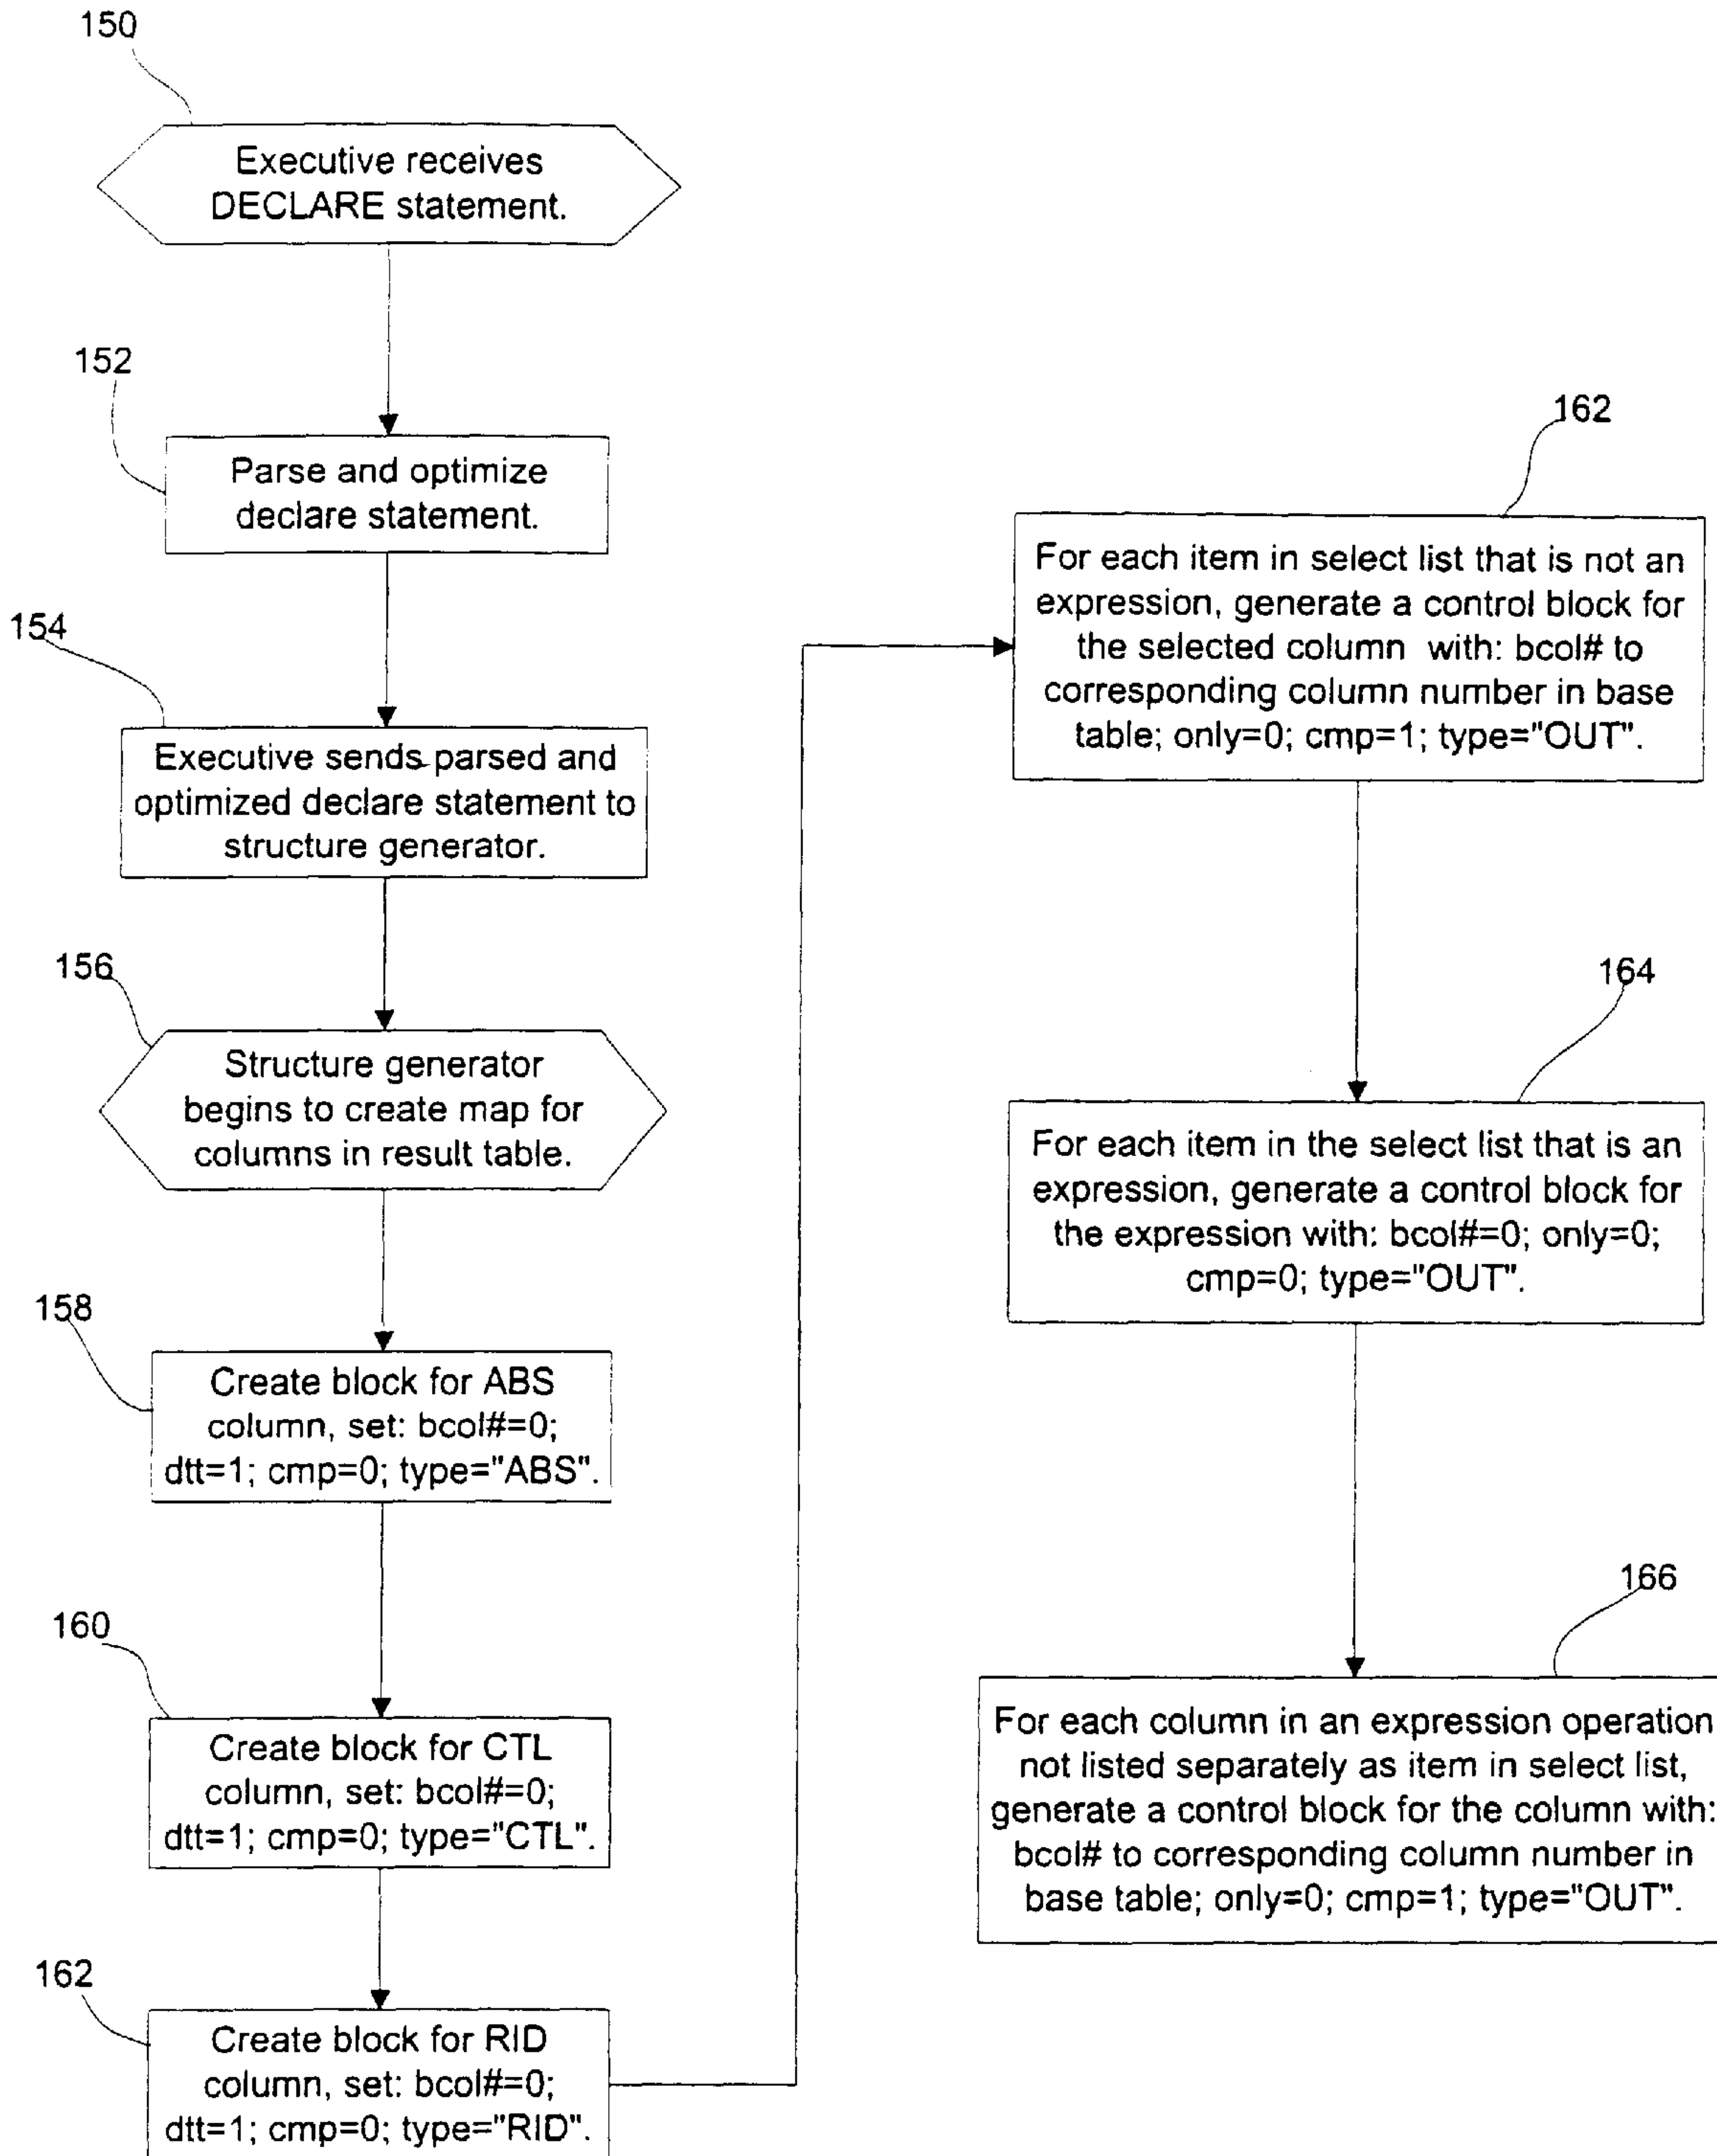 150
Executive receives
DECLARE statement.
152
Parse and optimize
declare statement.
154
Executive sends parsed and
optimized declare statement to
structure generator.
156
Structure generator
begins to create map for
columns in result table.
158
Create block for ABS
column, set: bcol#=0;
dtt=1; cmp=0; type="ABS".
160
Create block for CTL
column, set: bcol#=0;
dtt=1; cmp=0; type="CTL".
162
Create block for RID
column, set: bcol#=0;
dtt=1; cmp=0; type="RID".
162
For each item in select list that is not an
expression, generate a control block for
the selected column with: bcol# to
corresponding column number in base
table; only=0; cmp=1; type="OUT".
164
For each item in the select list that is an
expression, generate a control block for
the expression with: bcol#=0; only=0;
cmp=0; type="OUT".
166
For each column in an expression operation
not listed separately as item in select list,
generate a control block for the column with:
bcol# to corresponding column number in
base table; only=0; cmp=1; type="OUT".